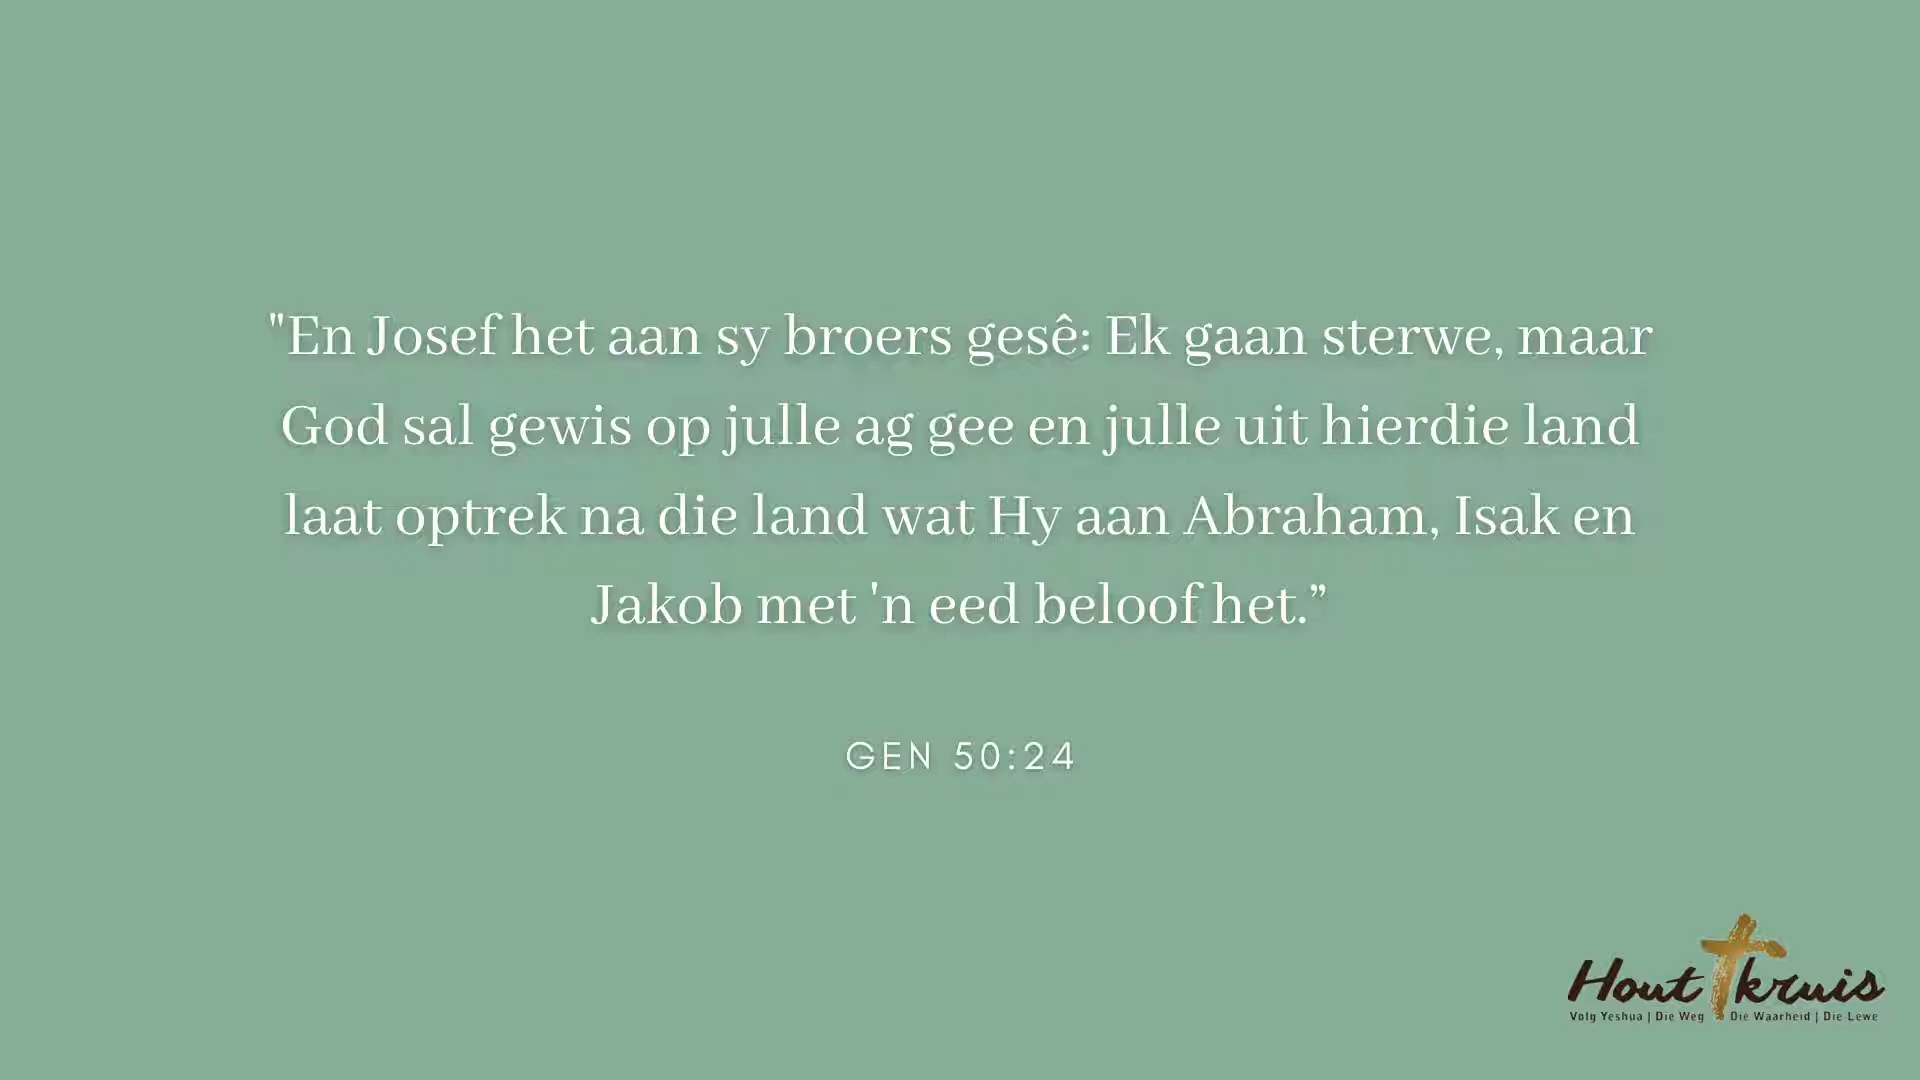 "En Josef het aan sy broers gesê: Ek gaan sterwe, maar
God sal gewis op julle ag gee en julle uit hierdie land
laat optrek na die land wat Hy aan Abraham, Isak en
Jakob met 'n eed beloof het.”
GEN 50:24
Hout kruis
Volg Yeshua | Die Weg Die Waarheid | Die Lewe